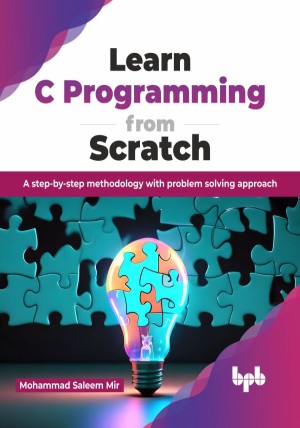 Learn
C Programming
from
Scratch
A step-by-step methodology with problem solving approach
Mohammad Saleem Mir
bpb